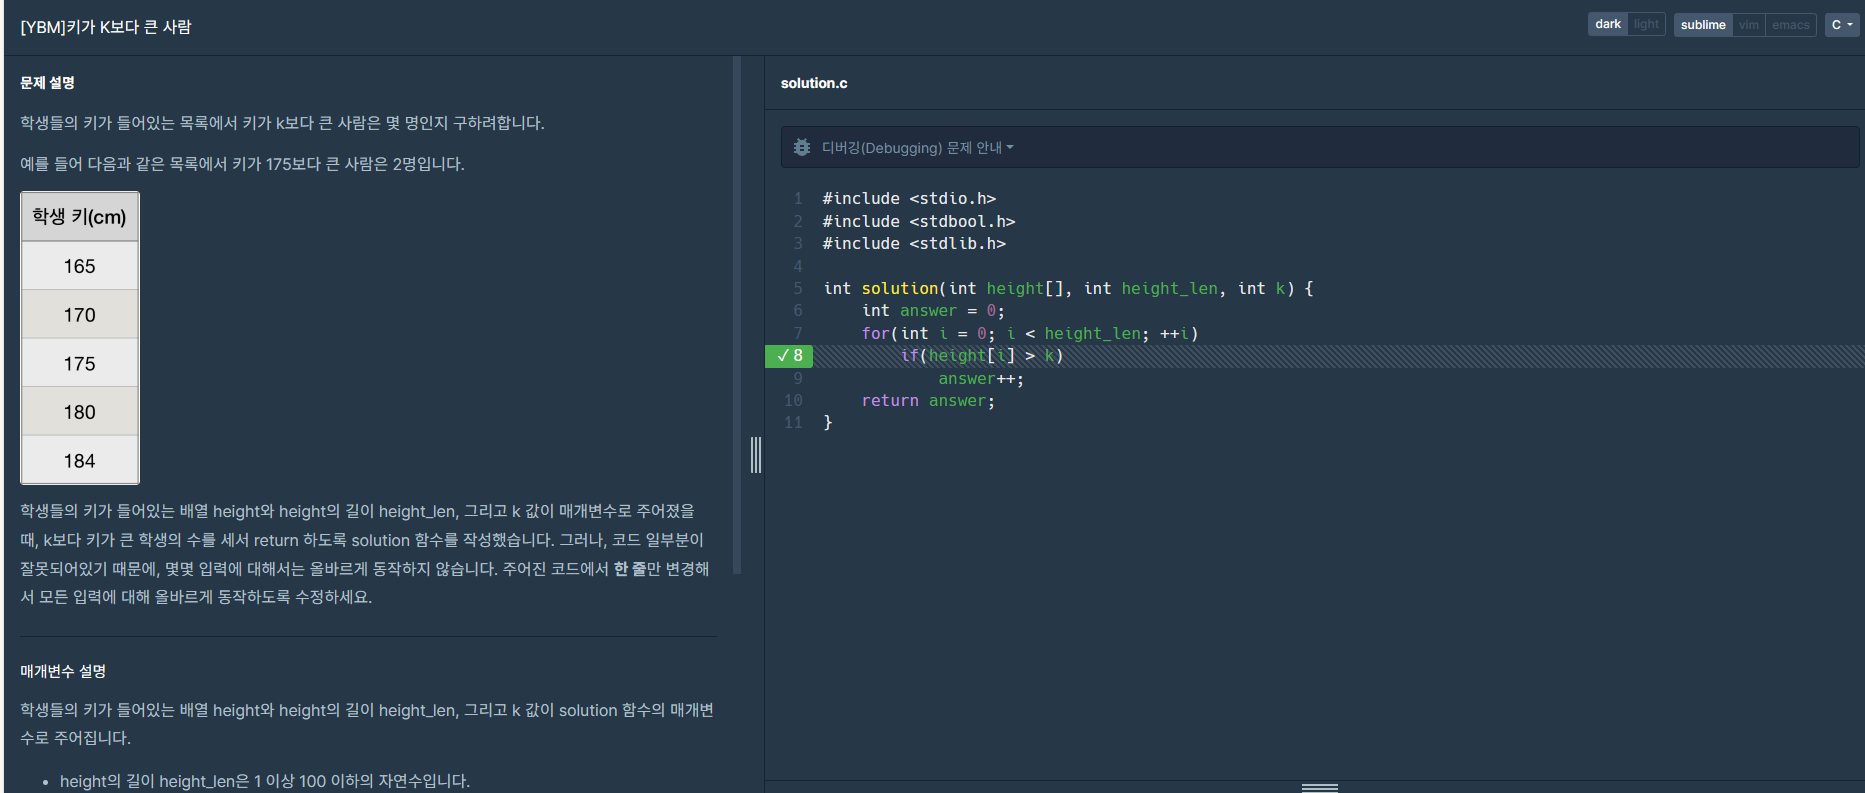 [YBM]키가 K보다 큰 사람
dark light sublime vim emacs C
문제 설명
학생들의 키가 들어있는 목록에서 키가 k보다 큰 사람은 몇 명인지 구하려합니다.
예를 들어 다음과 같은 목록에서 키가 175보다 큰 사람은 2명입니다.
학생 키(cm)
165
170
175
180
184
학생들의 키가 들어있는 배열 height와 height의 길이 height_len, 그리고 k 값이 매개변수로 주어졌을
때, k보다 키가 큰 학생의 수를 세서 return 하도록 solution 함수를 작성했습니다. 그러나, 코드 일부분이
잘못되어있기 때문에, 몇몇 입력에 대해서는 올바르게 동작하지 않습니다. 주어진 코드에서 한 줄만 변경해
서 모든 입력에 대해 올바르게 동작하도록 수정하세요.
매개변수 설명
학생들의 키가 들어있는 배열 height와 height의 길이 height_len, 그리고 k 값이 solution 함수의 매개변
수로 주어집니다.
• height의 길이 height_len은 1 이상 100 이하의 자연수입니다.
solution.c
디버깅(Debugging) 문제 안내
1 #include <stdio.h>
2 #include <stdbool.h>
3 #include <stdlib.h>
4
5 int solution(int height[], int height_len, int k) {
6     int answer = 0;
7     for(int i = 0; i < height_len; ++i)
✓ 8         if(height[i] > k)
9             answer++;
10     return answer;
11 }